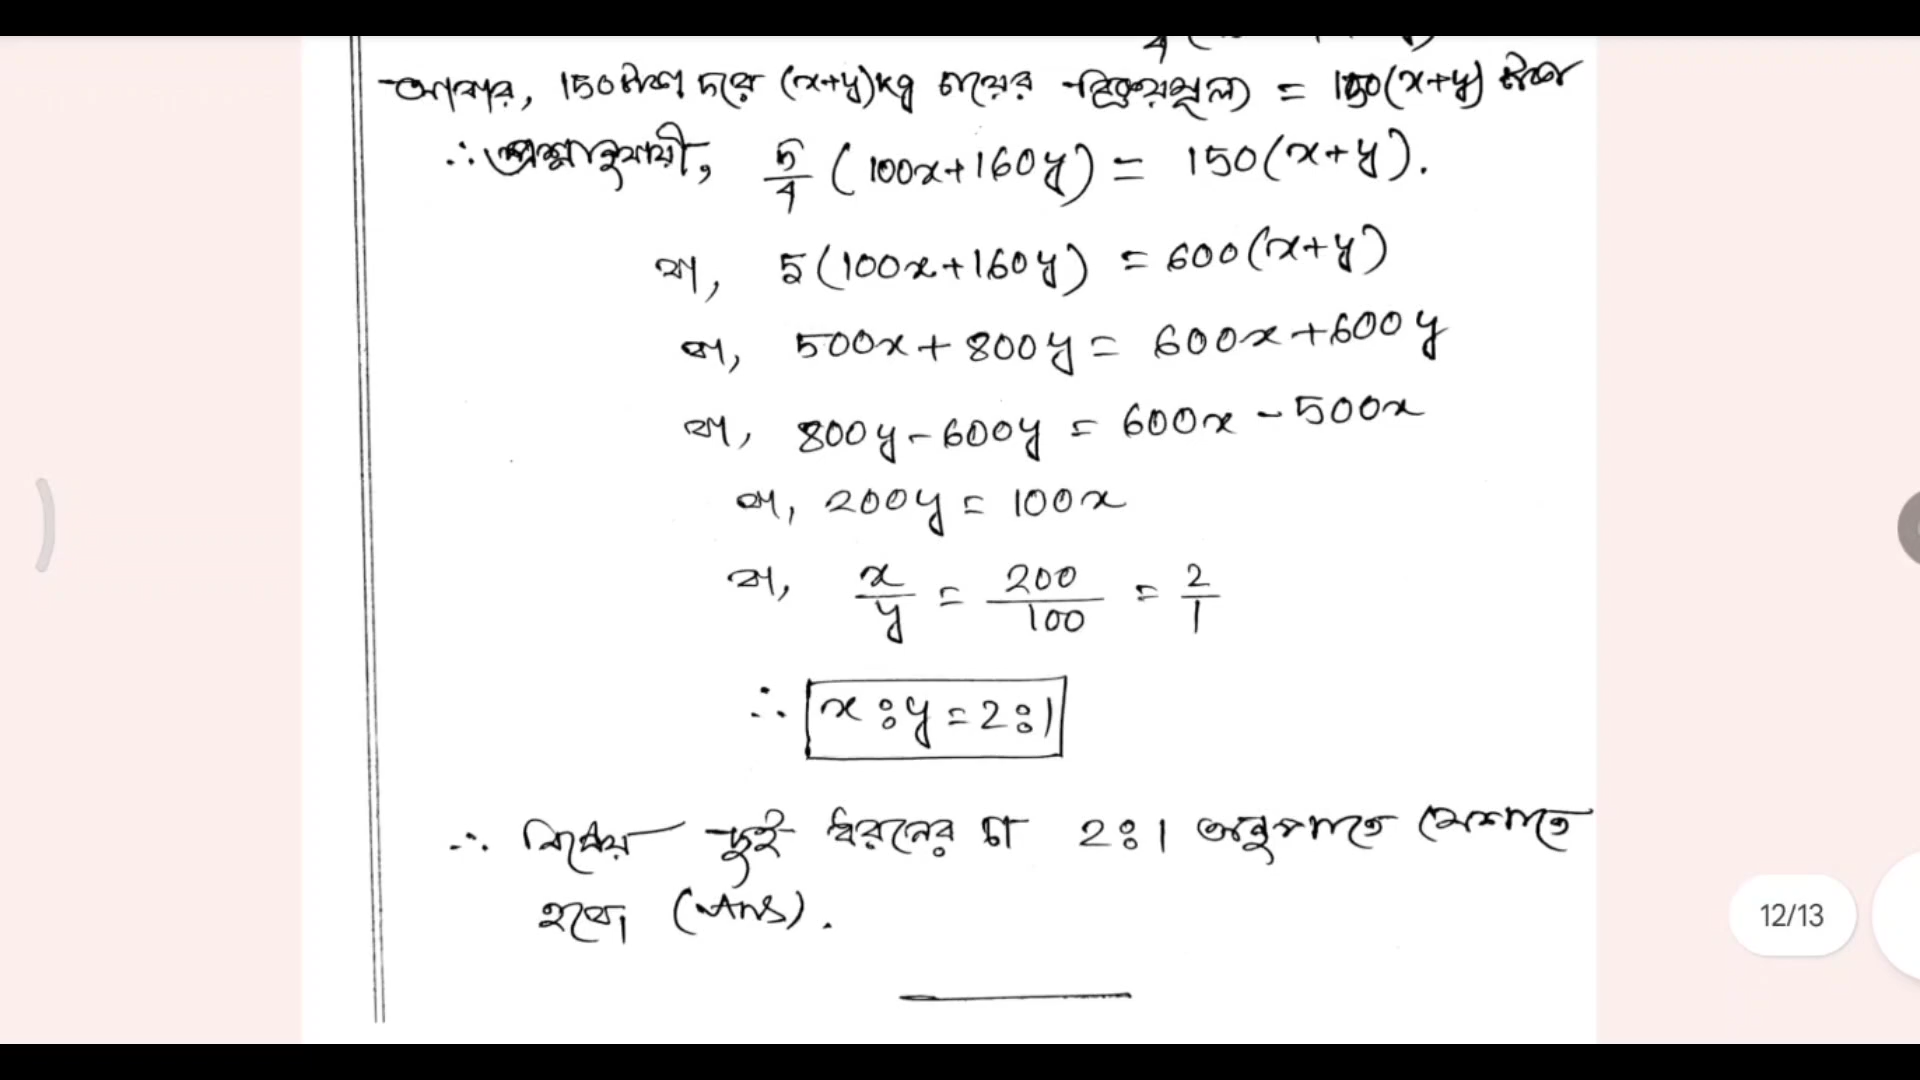 আবার, 150 টাকা দরে (x+y)kg চায়ের বিক্রয়মূল্য = 150(x+y) টাকা
∴ প্রশ্নানুযায়ী, 5/4 (100x+160y) = 150(x+y).
বা, 5(100x+160y) = 600(x+y)
বা, 500x + 800y = 600x + 600y
বা, 800y - 600y = 600x - 500x
বা, 200y = 100x
বা, x/y = 200/100 = 2/1
∴ x : y = 2 : 1
∴ নির্ণেয় দুই ধরনের চা 2 : 1 অনুপাতে মেশাতে
হবে। (Ans).
12/13